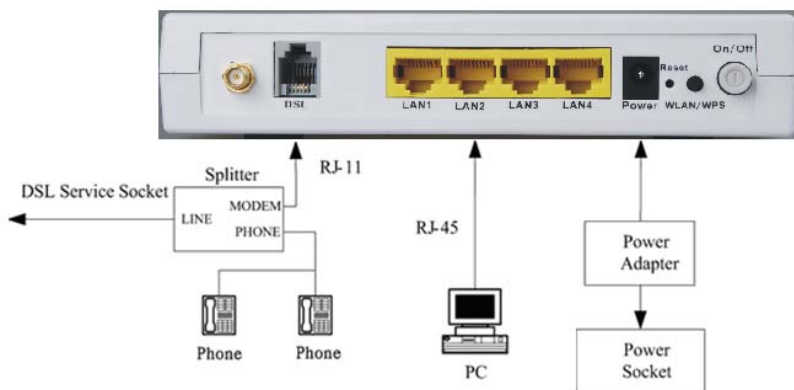 On/Off
Reset
DSL
LAN1 LAN2 LAN3 LAN4 Power WLAN/WPS
RJ-11
Splitter
DSL Service Socket
LINE
MODEM
PHONE
RJ-45
Power
Adapter
Phone
Phone
PC
Power
Socket